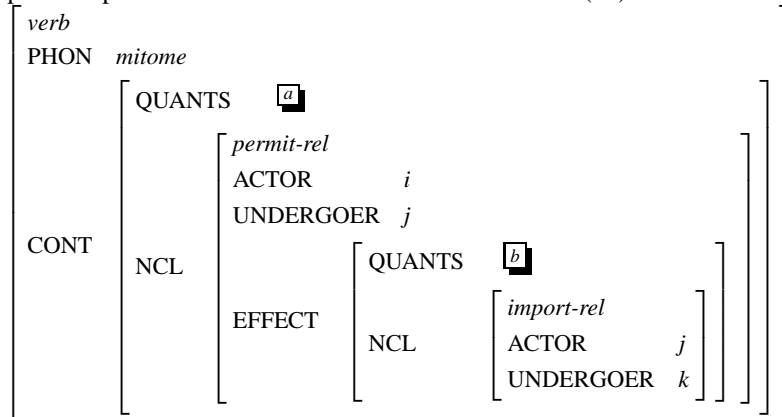 verb
PHON mitome
QUANTS a
permit-rel
ACTOR i
UNDERGOER j
CONT
NCL
QUANTS b
EFFECT
import-rel
NCL ACTOR j
UNDERGOER k